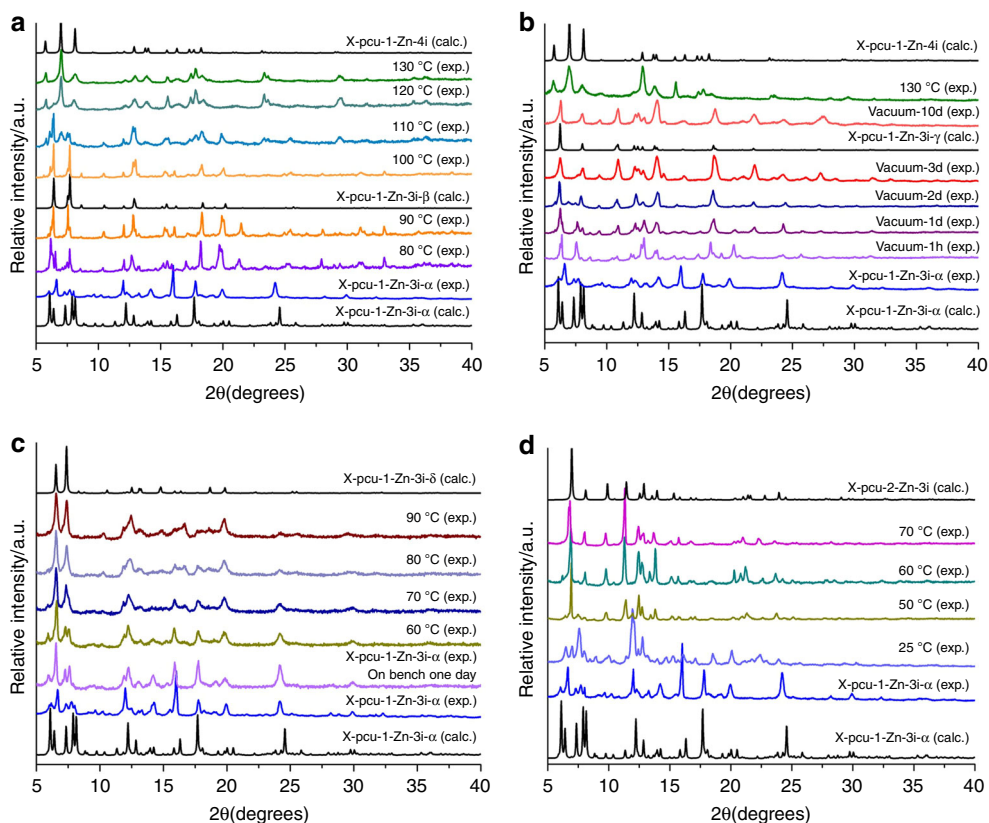 a
X-pcu-1-Zn-4i (calc.)
130 °C (exp.)
120 °C (exp.)
110 °C (exp.)
100 °C (exp.)
X-pcu-1-Zn-3i-β (calc.)
90 °C (exp.)
80 °C (exp.)
X-pcu-1-Zn-3i-α (exp.)
X-pcu-1-Zn-3i-α (calc.)
Relative intensity/a.u.
5 10 15 20 25 30 35 40
2θ(degrees)
b
X-pcu-1-Zn-4i (calc.)
130 °C (exp.)
Vacuum-10d (exp.)
X-pcu-1-Zn-3i-γ (calc.)
Vacuum-3d (exp.)
Vacuum-2d (exp.)
Vacuum-1d (exp.)
Vacuum-1h (exp.)
X-pcu-1-Zn-3i-α (exp.)
X-pcu-1-Zn-3i-α (calc.)
Relative intensity/a.u.
5 10 15 20 25 30 35 40
2θ(degrees)
c
X-pcu-1-Zn-3i-δ (calc.)
90 °C (exp.)
80 °C (exp.)
70 °C (exp.)
60 °C (exp.)
X-pcu-1-Zn-3i-α (exp.)
On bench one day
X-pcu-1-Zn-3i-α (exp.)
X-pcu-1-Zn-3i-α (calc.)
Relative intensity/a.u.
5 10 15 20 25 30 35 40
2θ(degrees)
d
X-pcu-2-Zn-3i (calc.)
70 °C (exp.)
60 °C (exp.)
50 °C (exp.)
25 °C (exp.)
X-pcu-1-Zn-3i-α (exp.)
X-pcu-1-Zn-3i-α (calc.)
Relative intensity/a.u.
5 10 15 20 25 30 35 40
2θ(degrees)